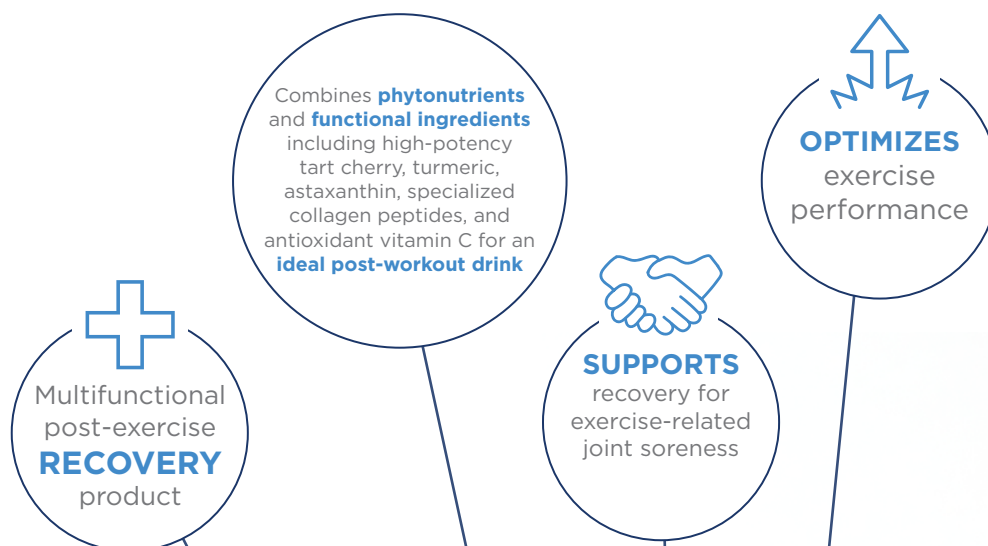 Combines phytonutrients
and functional ingredients
including high-potency
tart cherry, turmeric,
astaxanthin, specialized
collagen peptides, and
antioxidant vitamin C for an
ideal post-workout drink
OPTIMIZES
exercise
performance
Multifunctional
post-exercise
RECOVERY
product
SUPPORTS
recovery for
exercise-related
joint soreness